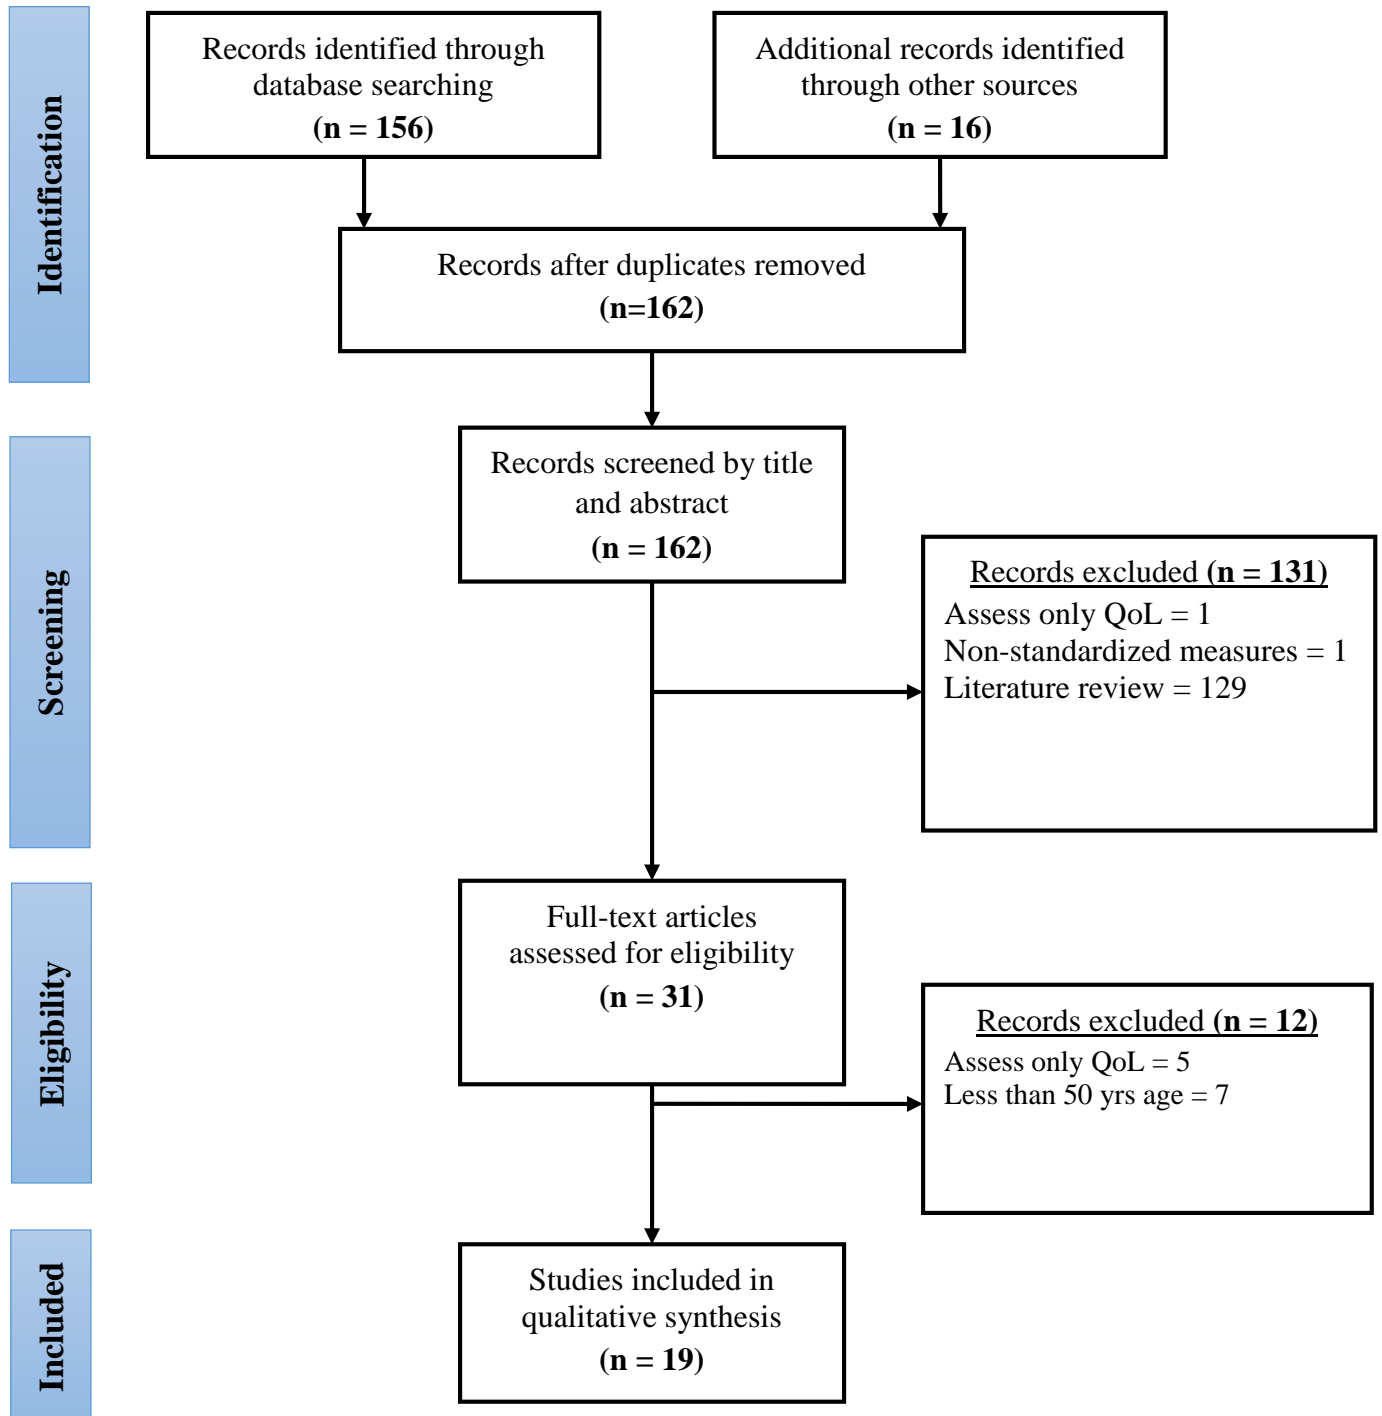 Identification
Records identified through
database searching
(n = 156)
Additional records identified
through other sources
(n = 16)
Records after duplicates removed
(n=162)
Screening
Records screened by title
and abstract
(n = 162)
Records excluded (n = 131)
Assess only QoL = 1
Non-standardized measures = 1
Literature review = 129
Eligibility
Full-text articles
assessed for eligibility
(n = 31)
Records excluded (n = 12)
Assess only QoL = 5
Less than 50 yrs age = 7
Included
Studies included in
qualitative synthesis
(n = 19)